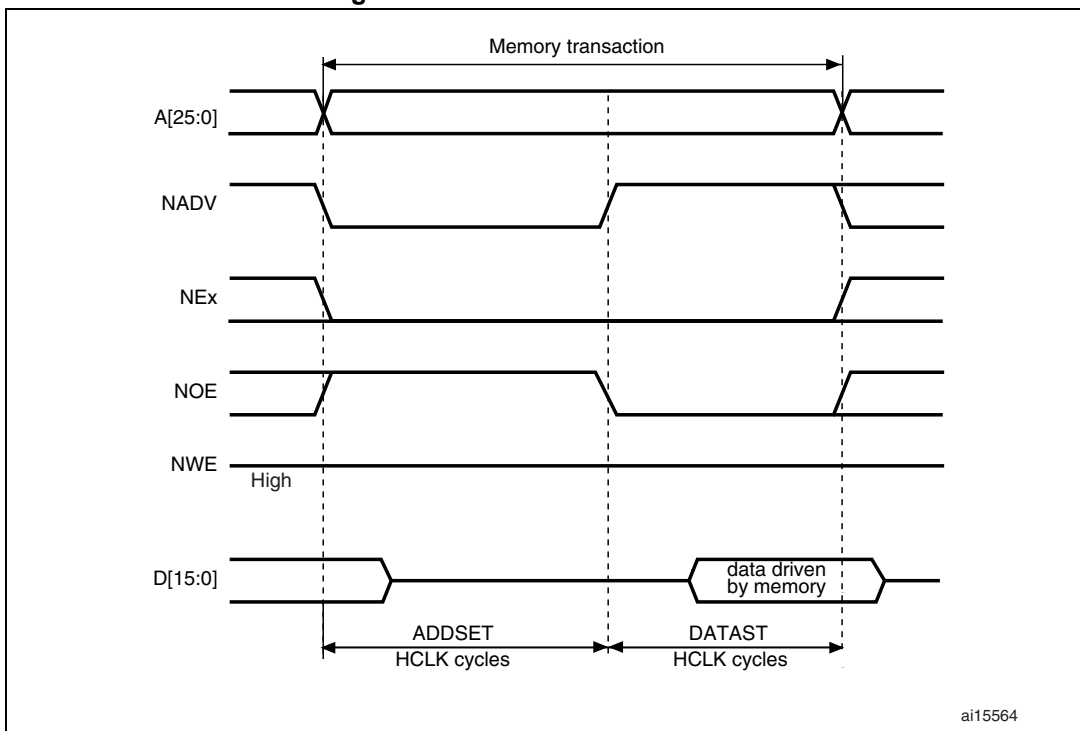 Memory transaction
A[25:0]
NADV
NEx
NOE
NWE
High
D[15:0]
data driven
by memory
ADDSET
DATAST
HCLK cycles
HCLK cycles
ai15564